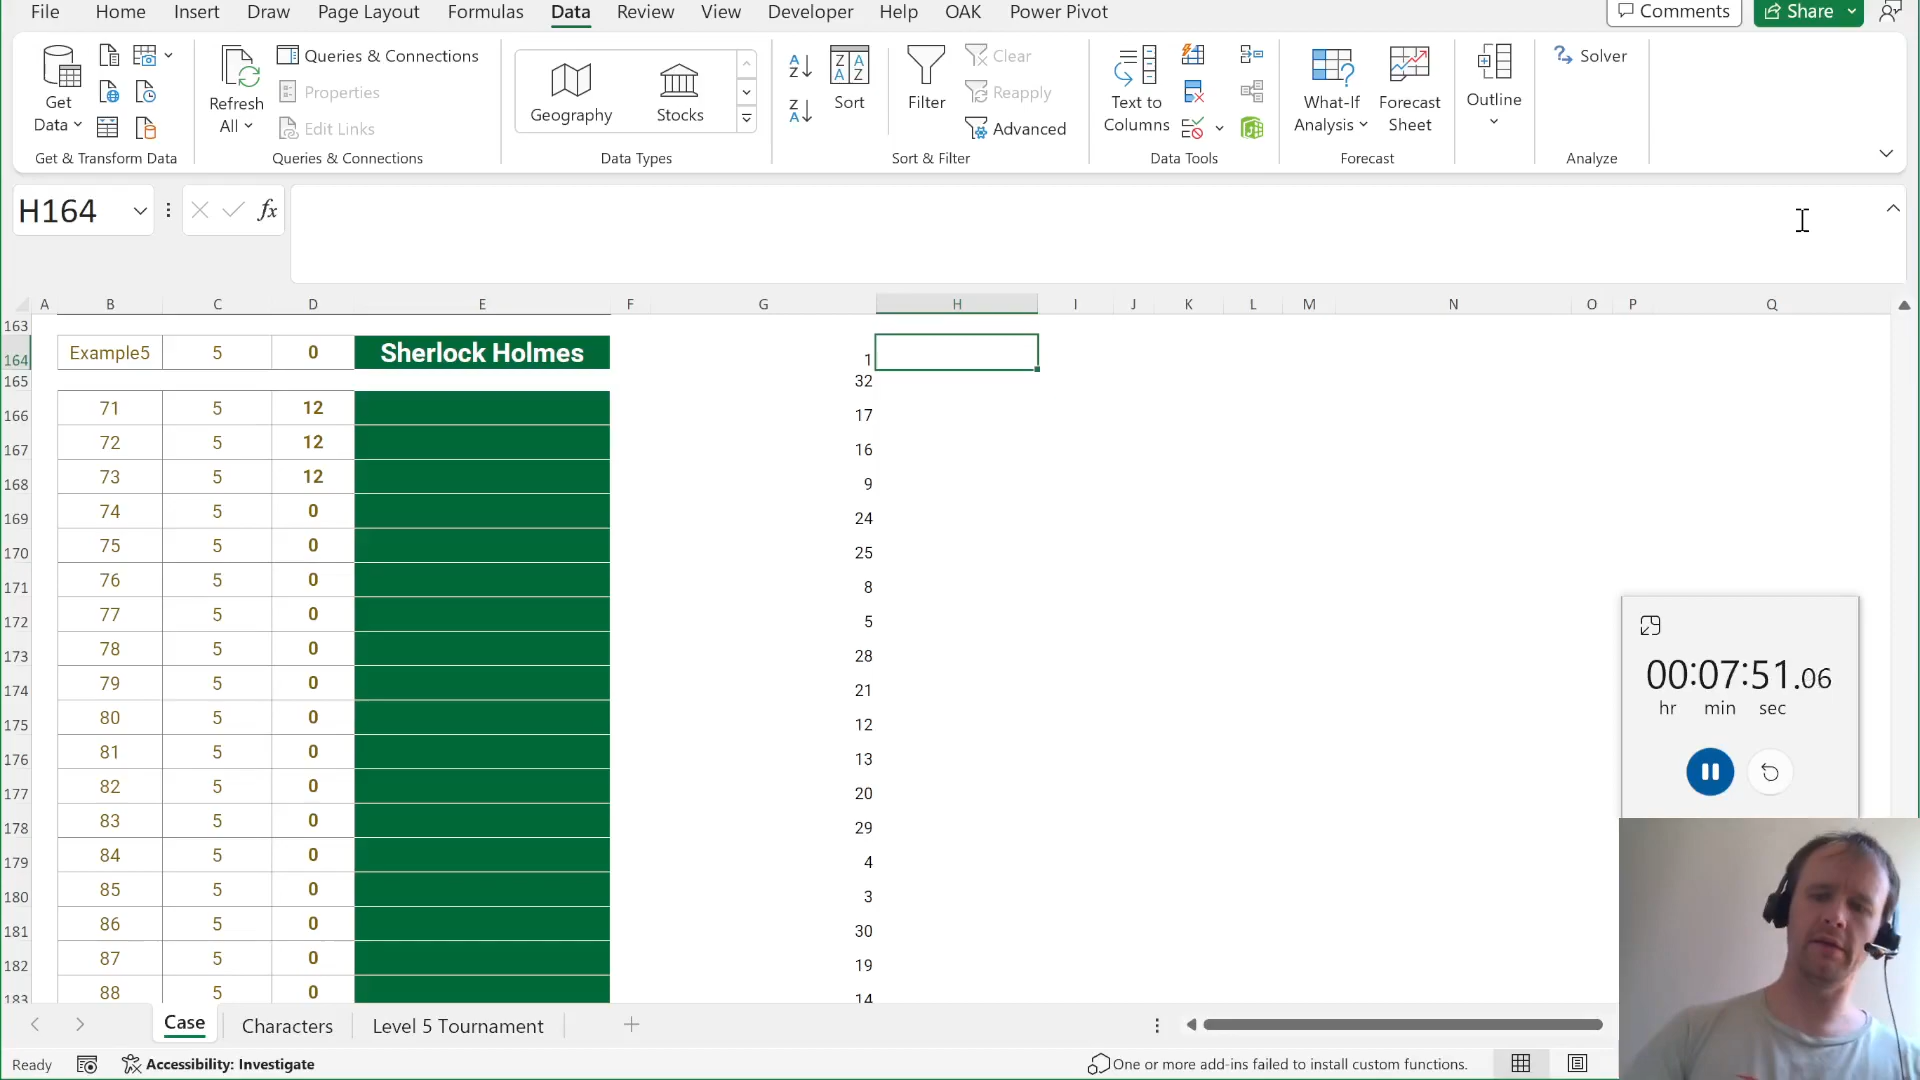 File Home Insert Draw Page Layout Formulas Data Review View Developer Help OAK Power Pivot Comments Share
Get Data
Refresh All
Queries & Connections
Properties
Edit Links
Geography Stocks
Sort
Filter
Clear
Reapply
Advanced
Text to Columns
What-If Analysis
Forecast Sheet
Outline
Solver
Get & Transform Data Queries & Connections Data Types Sort & Filter Data Tools Forecast Analyze
H164 fx
A B C D E F G H I J K L M N O P Q
163
164 Example5 5 0 Sherlock Holmes 1
165 32
166 71 5 12 17
167 72 5 12 16
168 73 5 12 9
169 74 5 0 24
170 75 5 0 25
171 76 5 0 8
172 77 5 0 5
173 78 5 0 28
174 79 5 0 21
175 80 5 0 12
176 81 5 0 13
177 82 5 0 20
178 83 5 0 29
179 84 5 0 4
180 85 5 0 3
181 86 5 0 30
182 87 5 0 19
183 88 5 0 14
00:07:51.06
hr min sec
Case Characters Level 5 Tournament
Ready Accessibility: Investigate One or more add-ins failed to install custom functions.